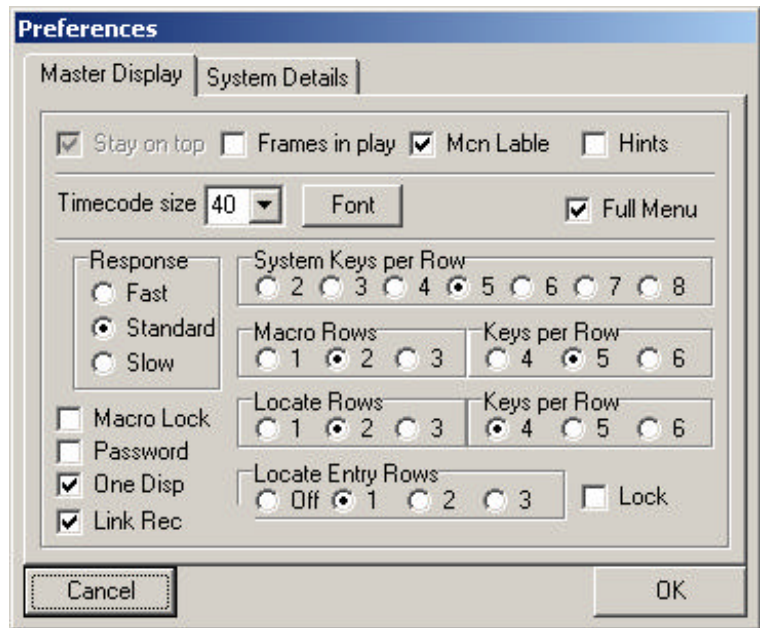 Preferences
Master Display System Details
Stay on top Frames in play Mcn Lable Hints
Timecode size 40 Font Full Menu
Response
Fast
Standard
Slow
System Keys per Row
2 3 4 5 6 7 8
Macro Rows Keys per Row
1 2 3 4 5 6
Locate Rows Keys per Row
1 2 3 4 5 6
Macro Lock
Password
One Disp
Link Rec
Locate Entry Rows
Off 1 2 3 Lock
Cancel OK